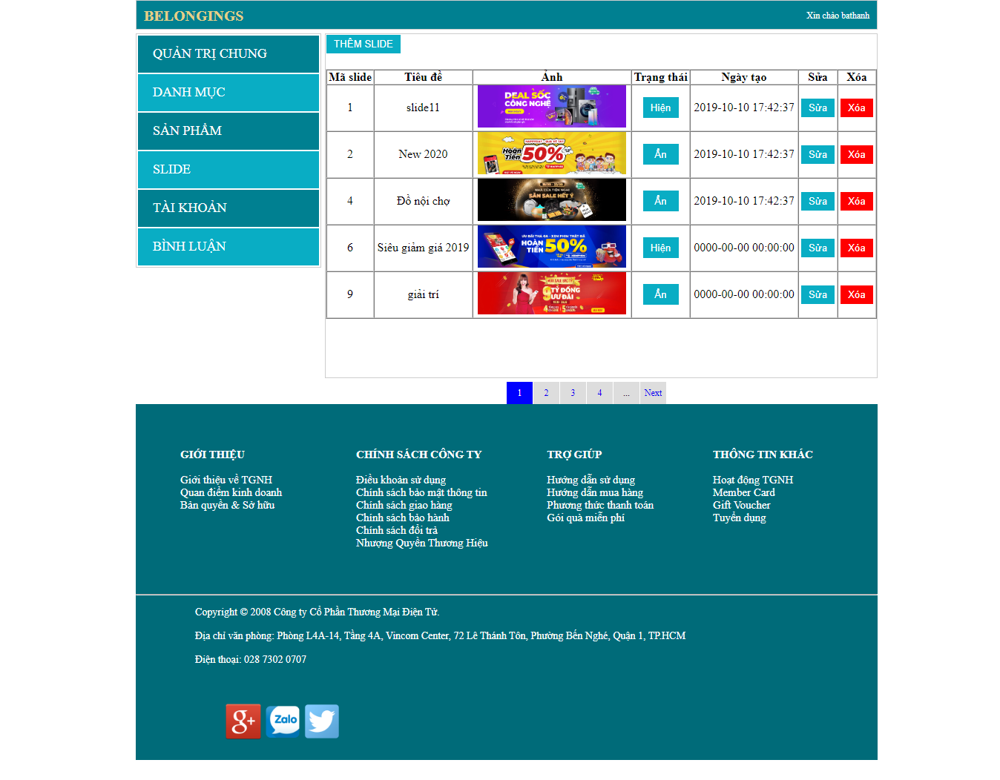 BELONGINGS
Xin chào bathanh
QUẢN TRỊ CHUNG
DANH MỤC
SẢN PHẨM
SLIDE
TÀI KHOẢN
BÌNH LUẬN
THÊM SLIDE
Mã slide Tiêu đề Ảnh Trạng thái Ngày tạo Sửa Xóa
1 slide11 DEAL SỐC CÔNG NGHỆ Hiện 2019-10-10 17:42:37 Sửa Xóa
2 New 2020 Hoàn Tiền 50% Ẩn 2019-10-10 17:42:37 Sửa Xóa
4 Đồ nội chợ NHÀ CỬA TIỆN NGHI SĂN SALE HẾT Ý Ẩn 2019-10-10 17:42:37 Sửa Xóa
6 Siêu giảm giá 2019 HOÀN TIỀN 50% Hiện 0000-00-00 00:00:00 Sửa Xóa
9 giải trí 9 TỶ ĐỒNG ƯU ĐÃI Ẩn 0000-00-00 00:00:00 Sửa Xóa
1 2 3 4 ... Next
GIỚI THIỆU
Giới thiệu về TGNH
Quan điểm kinh doanh
Bản quyền & Sở hữu
CHÍNH SÁCH CÔNG TY
Điều khoản sử dụng
Chính sách bảo mật thông tin
Chính sách giao hàng
Chính sách bảo hành
Chính sách đổi trả
Nhượng Quyền Thương Hiệu
TRỢ GIÚP
Hướng dẫn sử dụng
Hướng dẫn mua hàng
Phương thức thanh toán
Gói quà miễn phí
THÔNG TIN KHÁC
Hoạt động TGNH
Member Card
Gift Voucher
Tuyển dụng
Copyright © 2008 Công ty Cổ Phần Thương Mại Điện Tử.
Địa chỉ văn phòng: Phòng L4A-14, Tầng 4A, Vincom Center, 72 Lê Thánh Tôn, Phường Bến Nghé, Quận 1, TP.HCM
Điện thoại: 028 7302 0707
g+ Zalo